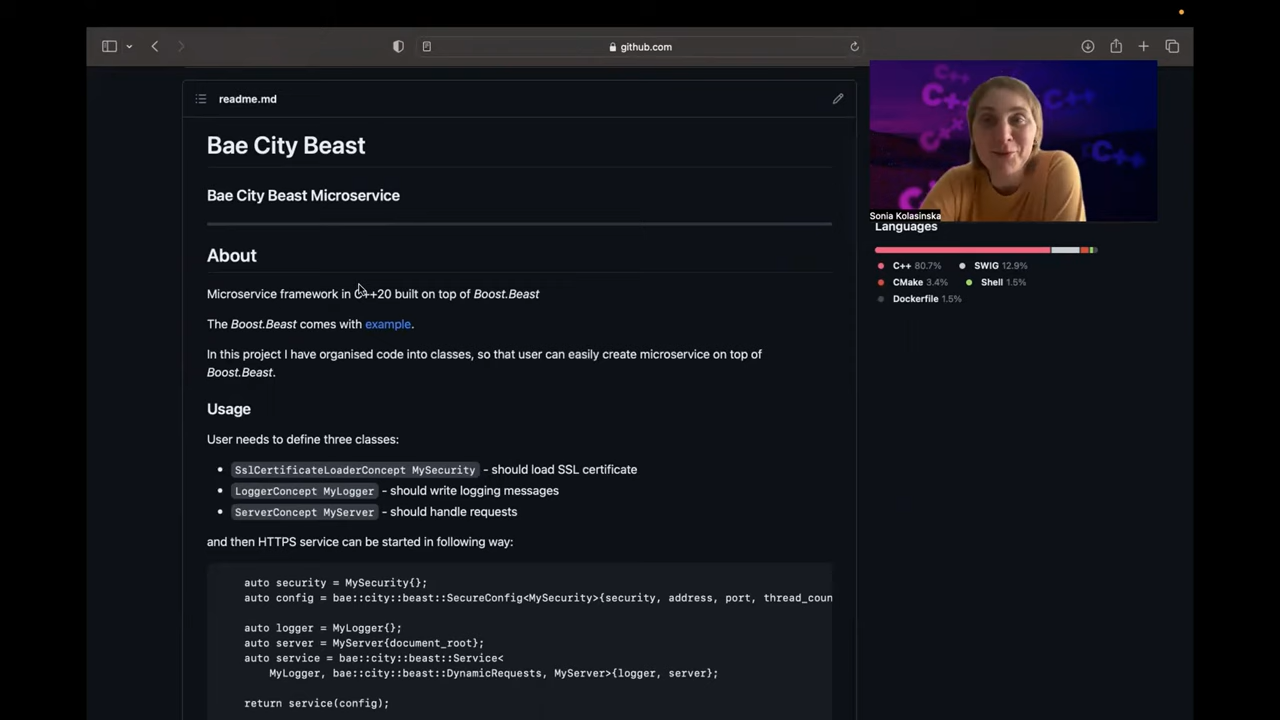 github.com
readme.md
Bae City Beast
Bae City Beast Microservice
About
Microservice framework in C++20 built on top of Boost.Beast
The Boost.Beast comes with example.
In this project I have organised code into classes, so that user can easily create microservice on top of
Boost.Beast.
Usage
User needs to define three classes:
• SslCertificateLoaderConcept MySecurity - should load SSL certificate
• LoggerConcept MyLogger - should write logging messages
• ServerConcept MyServer - should handle requests
and then HTTPS service can be started in following way:
auto security = MySecurity{};
auto config = bae::city::beast::SecureConfig<MySecurity>{security, address, port, thread_coun
auto logger = MyLogger{};
auto server = MyServer{document_root};
auto service = bae::city::beast::Service<
MyLogger, bae::city::beast::DynamicRequests, MyServer>{logger, server};
return service(config);
C++
C++
C++
C++
Sonia Kolasinska
Languages
C++ 80.7%
SWIG 12.9%
CMake 3.4%
Shell 1.5%
Dockerfile 1.5%